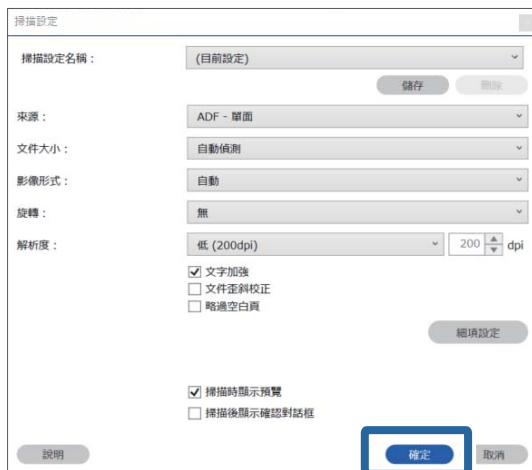 掃描設定
掃描設定名稱： (目前設定)
儲存 刪除
來源： ADF - 單面
文件大小： 自動偵測
影像形式： 自動
旋轉： 無
解析度： 低 (200dpi) 200 dpi
文字加強
文件歪斜校正
略過空白頁
細項設定
掃描時顯示預覽
掃描後顯示確認對話框
說明 確定 取消